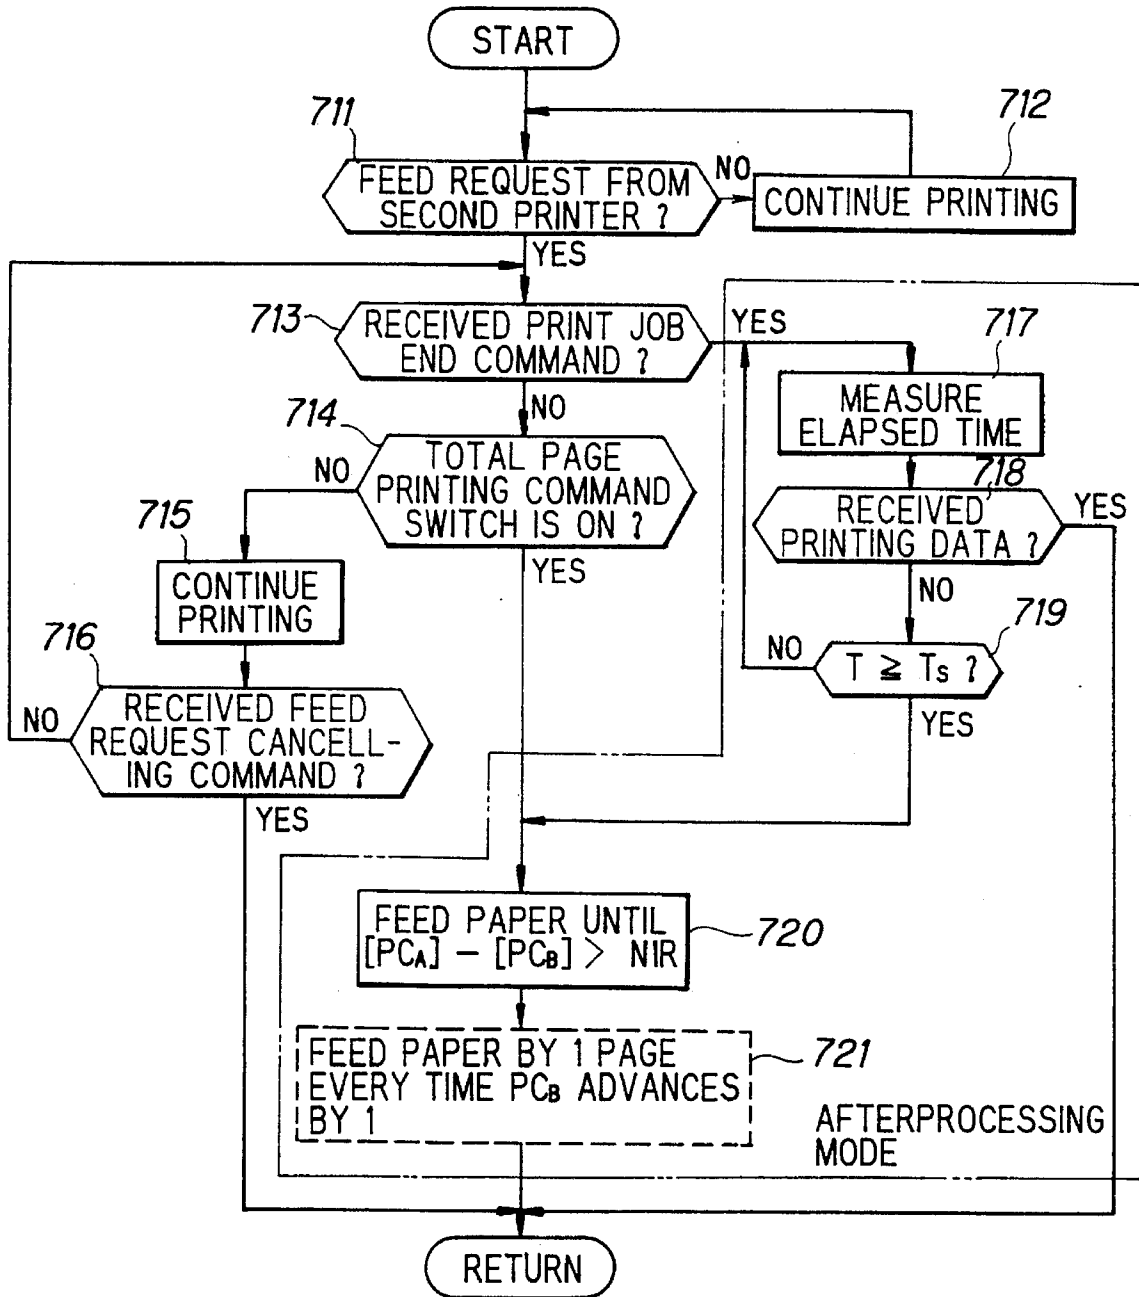 START
711
712
FEED REQUEST FROM
SECOND PRINTER ?
NO
CONTINUE PRINTING
YES
713
RECEIVED PRINT JOB
END COMMAND ?
YES
717
MEASURE
ELAPSED TIME
NO
714
TOTAL PAGE
PRINTING COMMAND
SWITCH IS ON ?
NO
718
RECEIVED
PRINTING DATA ?
YES
715
CONTINUE
PRINTING
YES
NO
719
T ≧ Ts ?
NO
YES
716
RECEIVED FEED
REQUEST CANCELL-
ING COMMAND ?
NO
YES
FEED PAPER UNTIL
[PCA] − [PCB] > NIR
720
FEED PAPER BY 1 PAGE
EVERY TIME PCB ADVANCES
BY 1
721
AFTERPROCESSING
MODE
RETURN